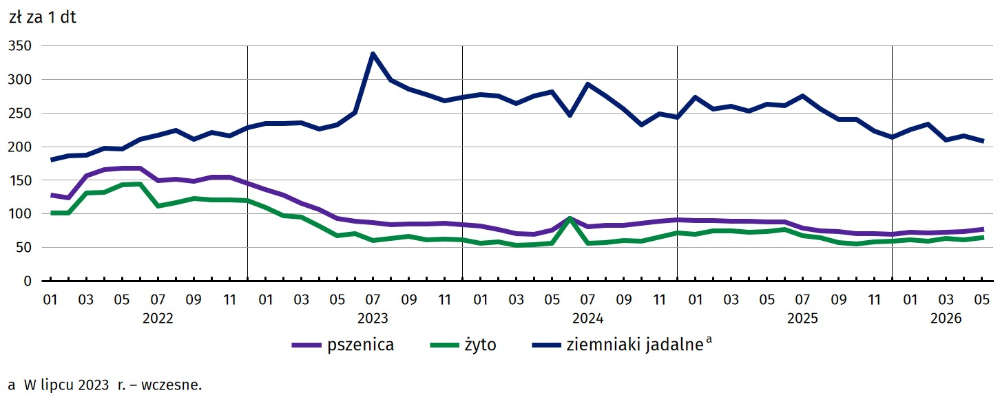 zł za 1 dt
350
300
250
200
150
100
50
0
01 03 05 07 09 11 01 03 05 07 09 11 01 03 05 07 09 11 01 03 05 07 09 11 01 03 05
2022 2023 2024 2025 2026
pszenica żyto ziemniaki jadalne a
a W lipcu 2023 r. – wczesne.